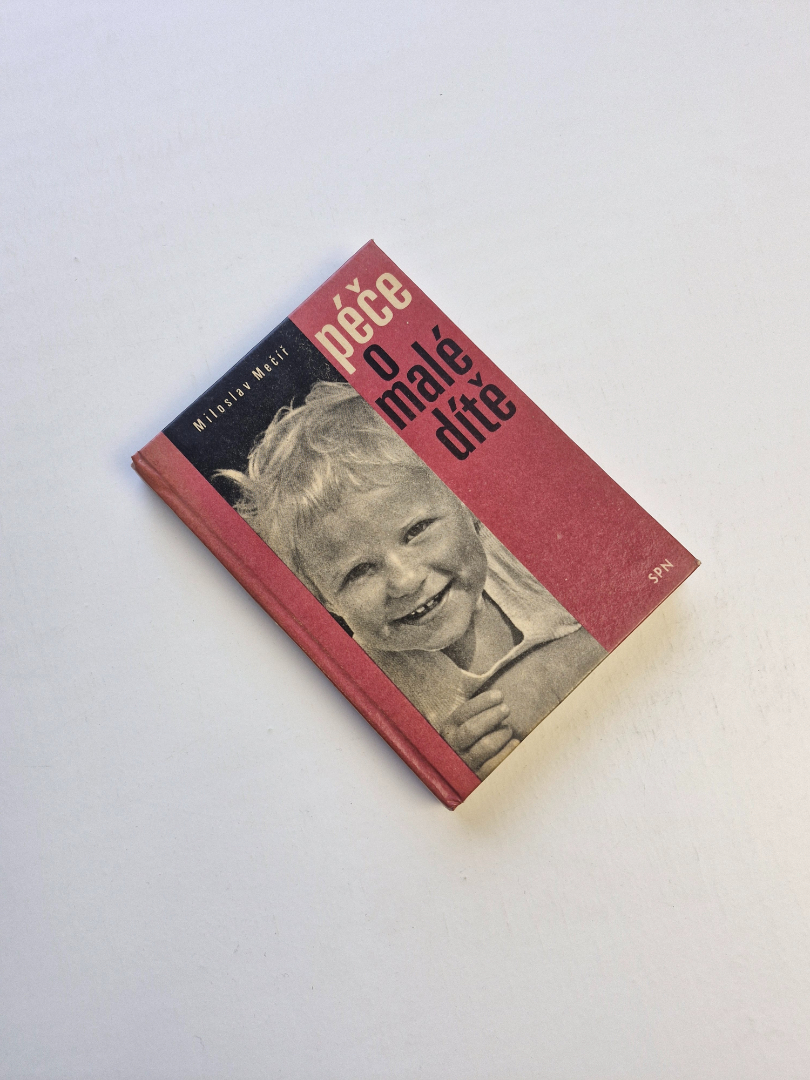 Miloslav Mečíř
péče
o
malé
dítě
SPN